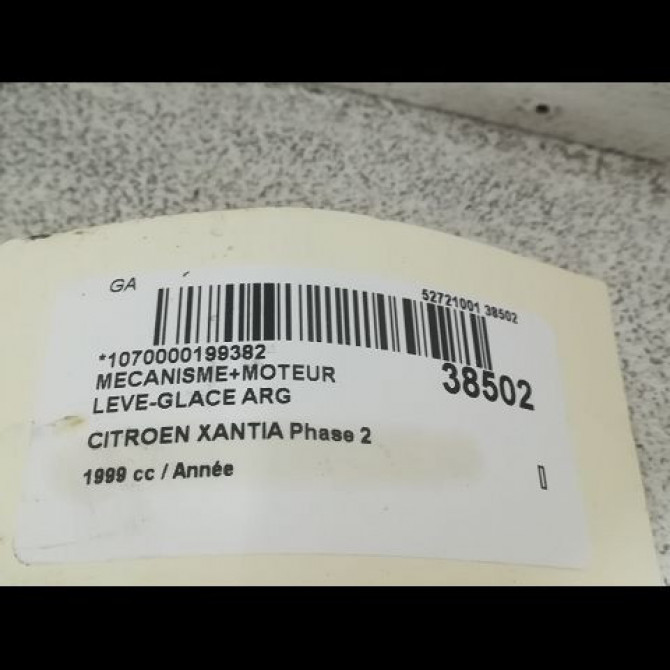 GA
52721001 38502
*1070000199382
38502
MECANISME+MOTEUR
LEVE-GLACE ARG
CITROEN XANTIA Phase 2
1999 cc / Année